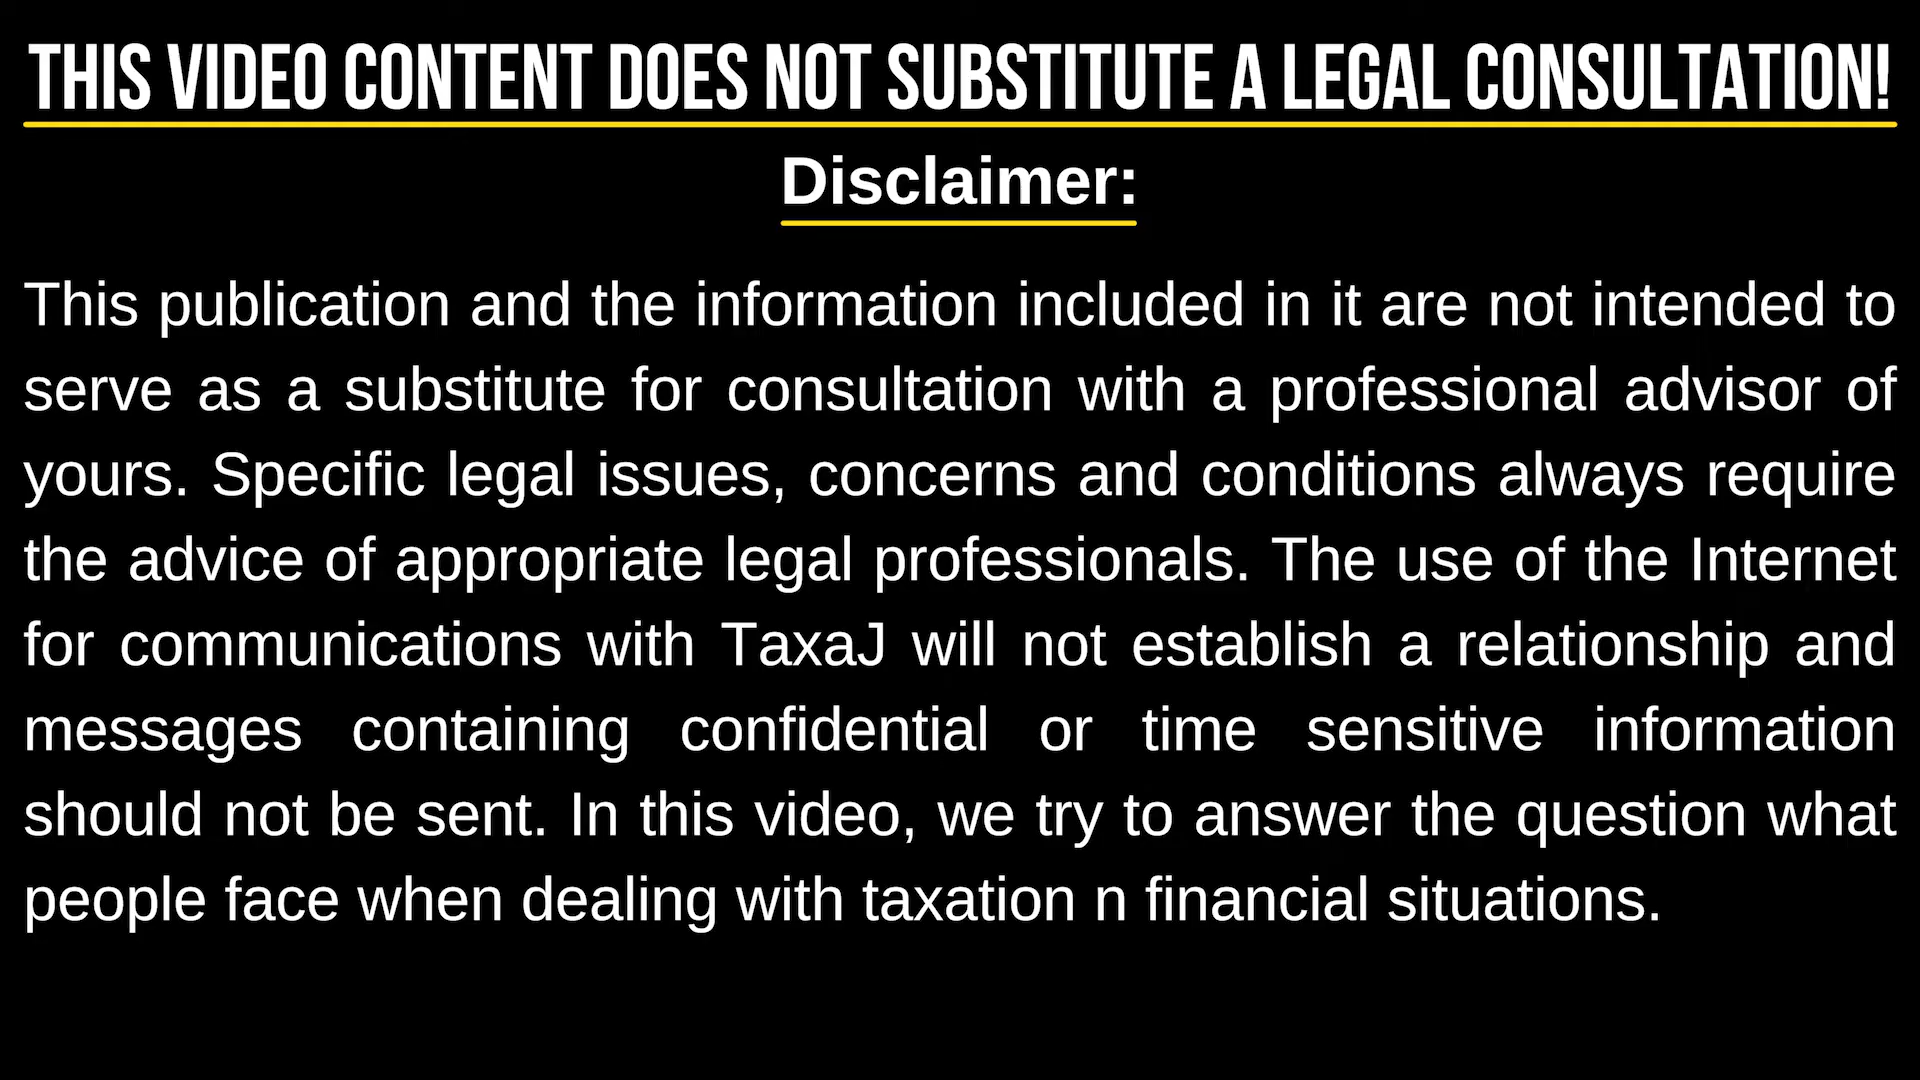 THIS VIDEO CONTENT DOES NOT SUBSTITUTE A LEGAL CONSULTATION!
Disclaimer:
This publication and the information included in it are not intended to
serve as a substitute for consultation with a professional advisor of
yours. Specific legal issues, concerns and conditions always require
the advice of appropriate legal professionals. The use of the Internet
for communications with TaxaJ will not establish a relationship and
messages containing confidential or time sensitive information
should not be sent. In this video, we try to answer the question what
people face when dealing with taxation n financial situations.